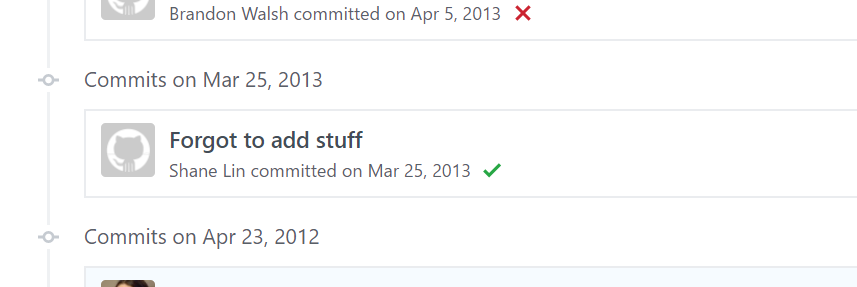 Brandon Walsh committed on Apr 5, 2013
Commits on Mar 25, 2013
Forgot to add stuff
Shane Lin committed on Mar 25, 2013
Commits on Apr 23, 2012